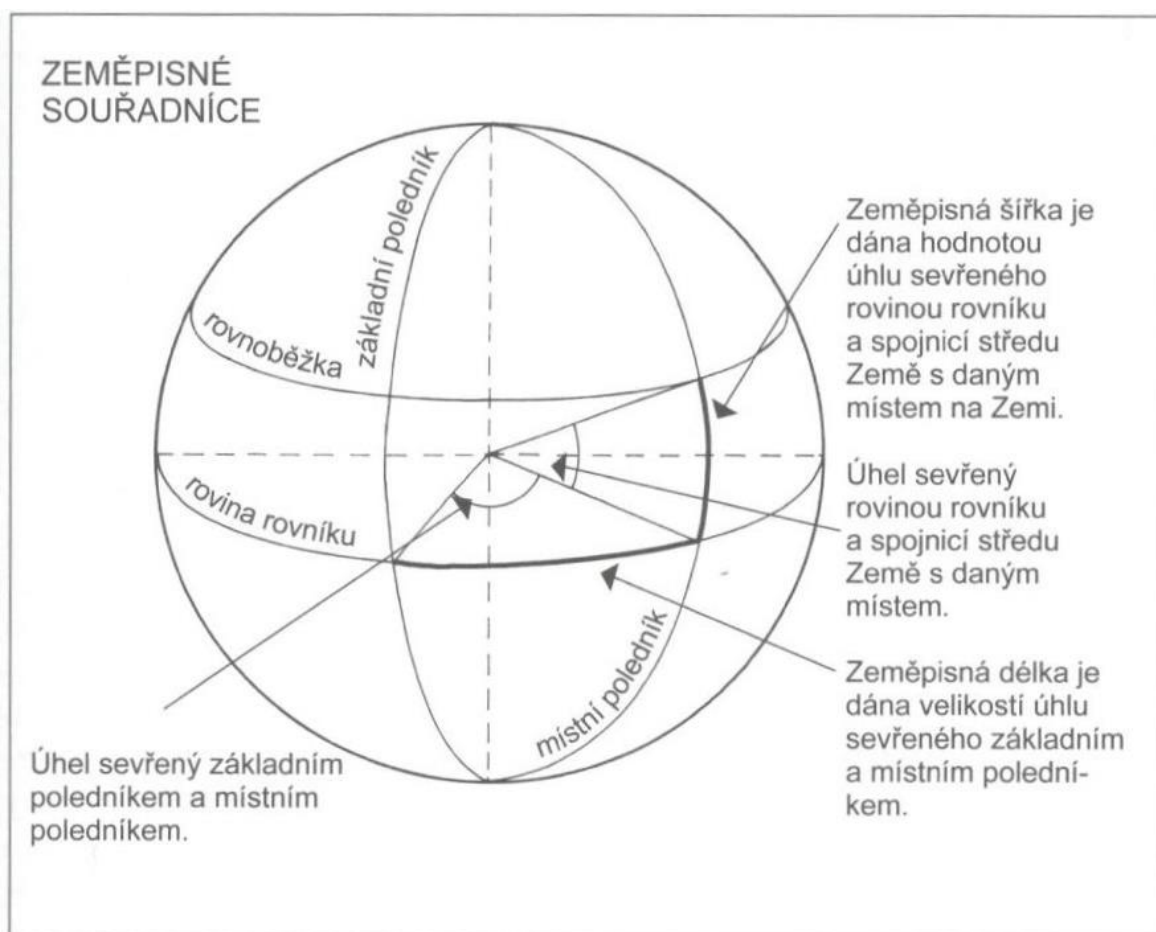 ZEMĚPISNÉ
SOUŘADNÍCE
základní poledník
rovnoběžka
rovina rovníku
místní poledník
Zeměpisná šířka je
dána hodnotou
úhlu sevřeného
rovinou rovníku
a spojnicí středu
Země s daným
místem na Zemi.
Úhel sevřený
rovinou rovníku
a spojnicí středu
Země s daným
místem.
Zeměpisná délka je
dána velikostí úhlu
sevřeného základním
a místním polední-
kem.
Úhel sevřený základním
poledníkem a místním
poledníkem.